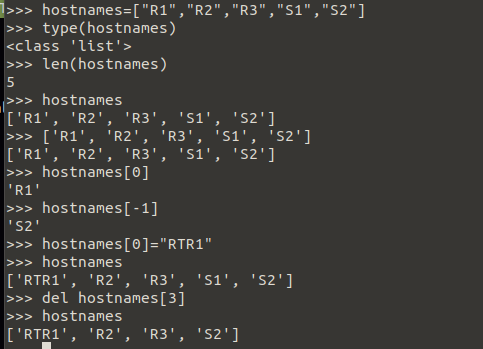 >>> hostnames=["R1","R2","R3","S1","S2"]
>>> type(hostnames)
<class 'list'>
>>> len(hostnames)
5
>>> hostnames
['R1', 'R2', 'R3', 'S1', 'S2']
>>> ['R1', 'R2', 'R3', 'S1', 'S2']
['R1', 'R2', 'R3', 'S1', 'S2']
>>> hostnames[0]
'R1'
>>> hostnames[-1]
'S2'
>>> hostnames[0]="RTR1"
>>> hostnames
['RTR1', 'R2', 'R3', 'S1', 'S2']
>>> del hostnames[3]
>>> hostnames
['RTR1', 'R2', 'R3', 'S2']